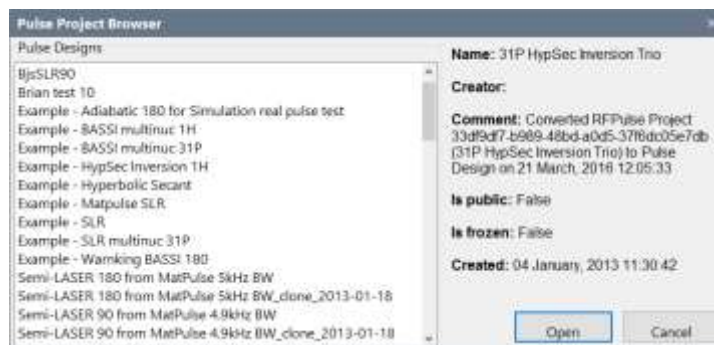 Pulse Project Browser
Pulse Designs
BjsSLR90
Brian test 10
Example - Adiabatic 180 for Simulation real pulse test
Example - BASSI multinuc 1H
Example - BASSI multinuc 31P
Example - HypSec Inversion 1H
Example - Hyperbolic Secant
Example - Matpulse SLR
Example - SLR
Example - SLR multinuc 31P
Example - Warnking BASSI 180
Semi-LASER 180 from MatPulse 5kHz BW
Semi-LASER 180 from MatPulse 5kHz BW_clone_2013-01-18
Semi-LASER 90 from MatPulse 4.9kHz BW
Semi-LASER 90 from MatPulse 4.9kHz BW_clone_2013-01-18
Name: 31P HypSec Inversion Trio
Creator:
Comment: Converted RFPulse Project
33df9df7-b989-48bd-a0d5-37f6dc05e7db
(31P HypSec Inversion Trio) to Pulse
Design on 21 March, 2016 12:05:33
Is public: False
Is frozen: False
Created: 04 January, 2013 11:30:42
Open
Cancel